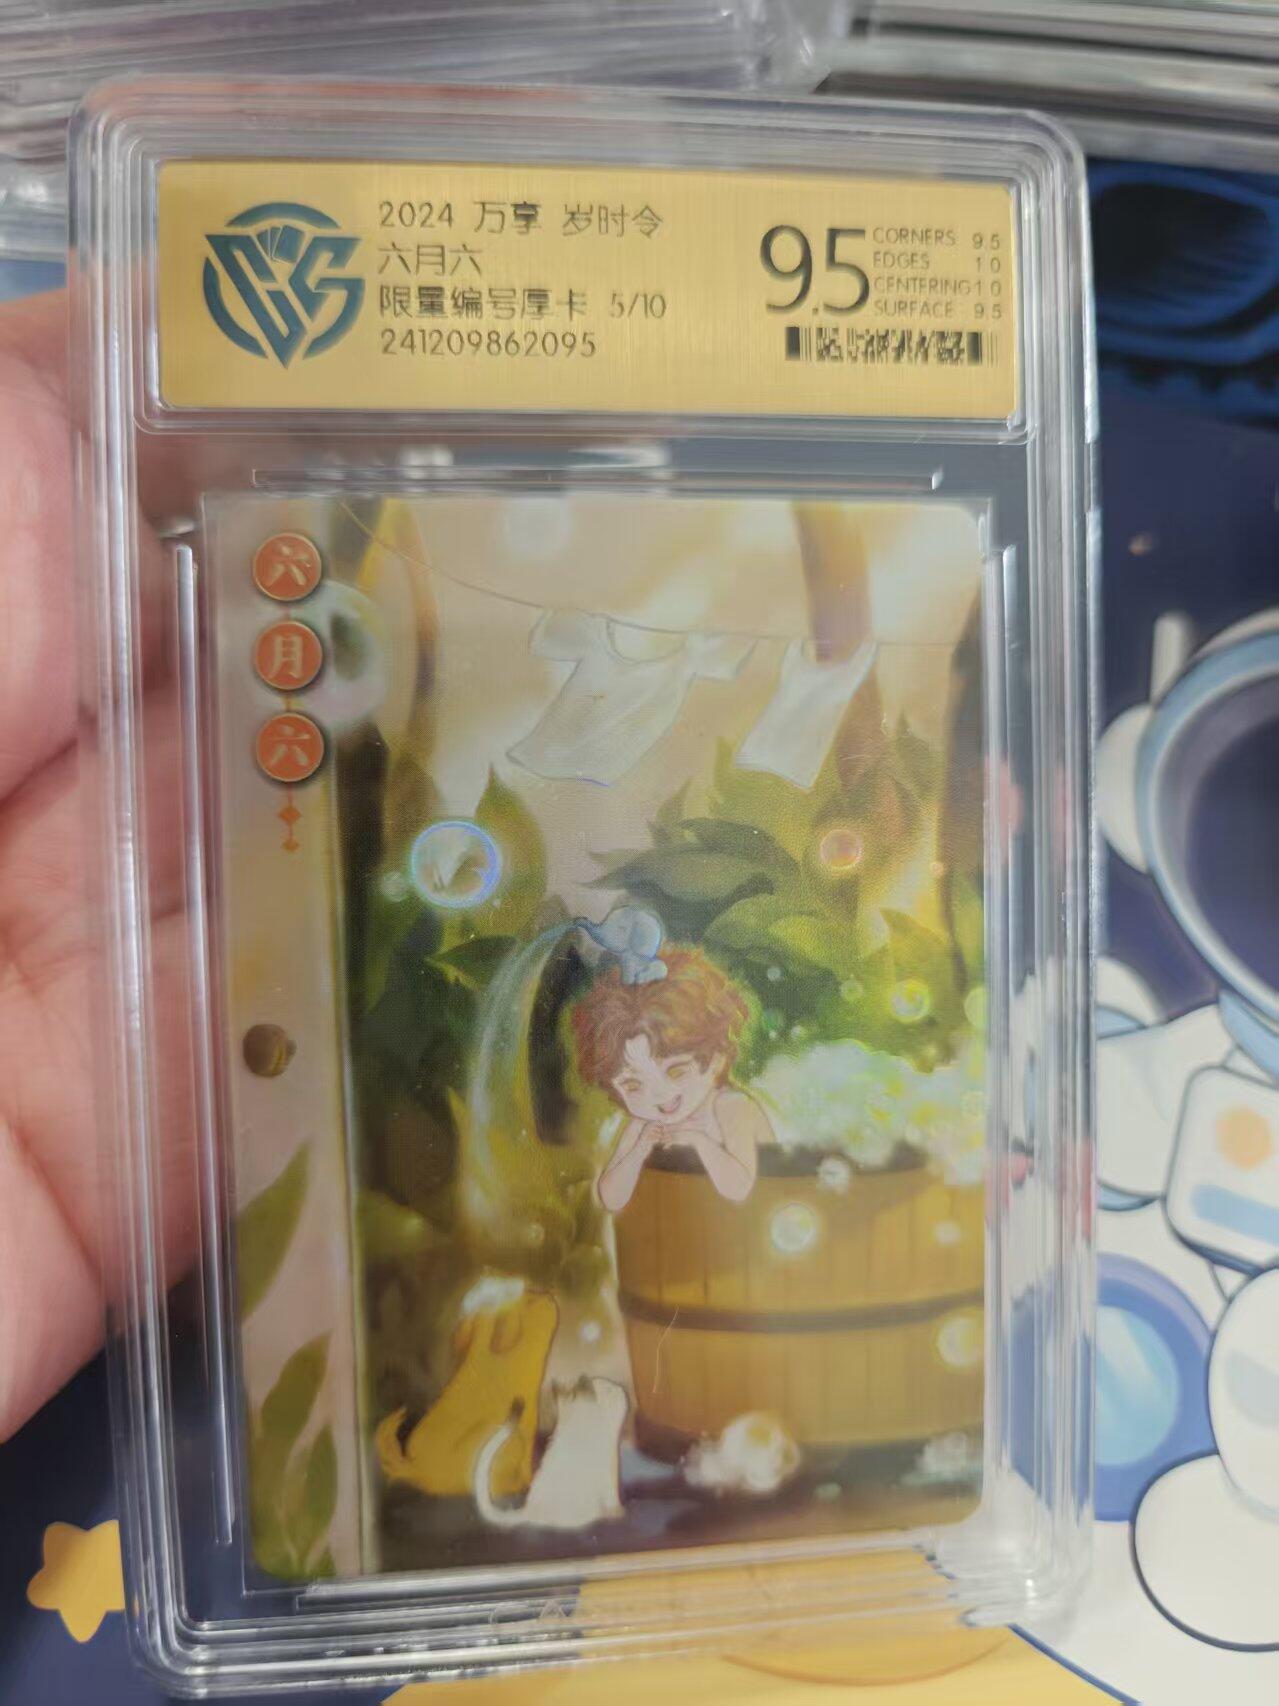 2024 万享 岁时令
六月六
限量编号厚卡 5/10
241209862095
9.5
CORNERS 9.5
EDGES 10
CENTERING 10
SURFACE 9.5
CCS
六
月
六